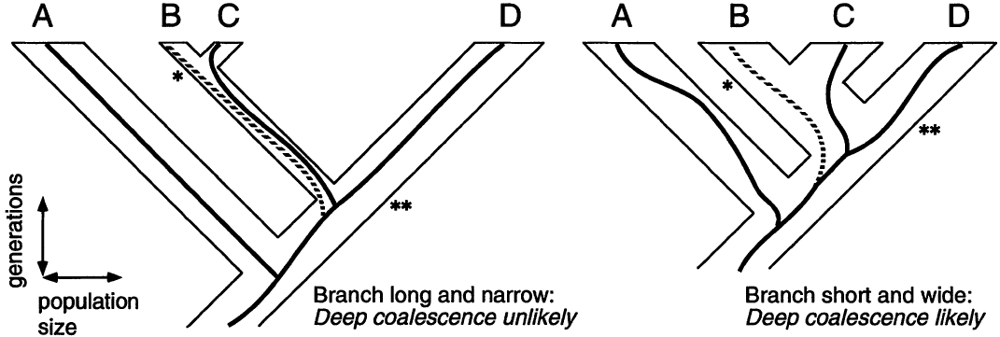 A B C D
*
**
generations
population
size
Branch long and narrow:
Deep coalescence unlikely
A B C D
*
**
Branch short and wide:
Deep coalescence likely